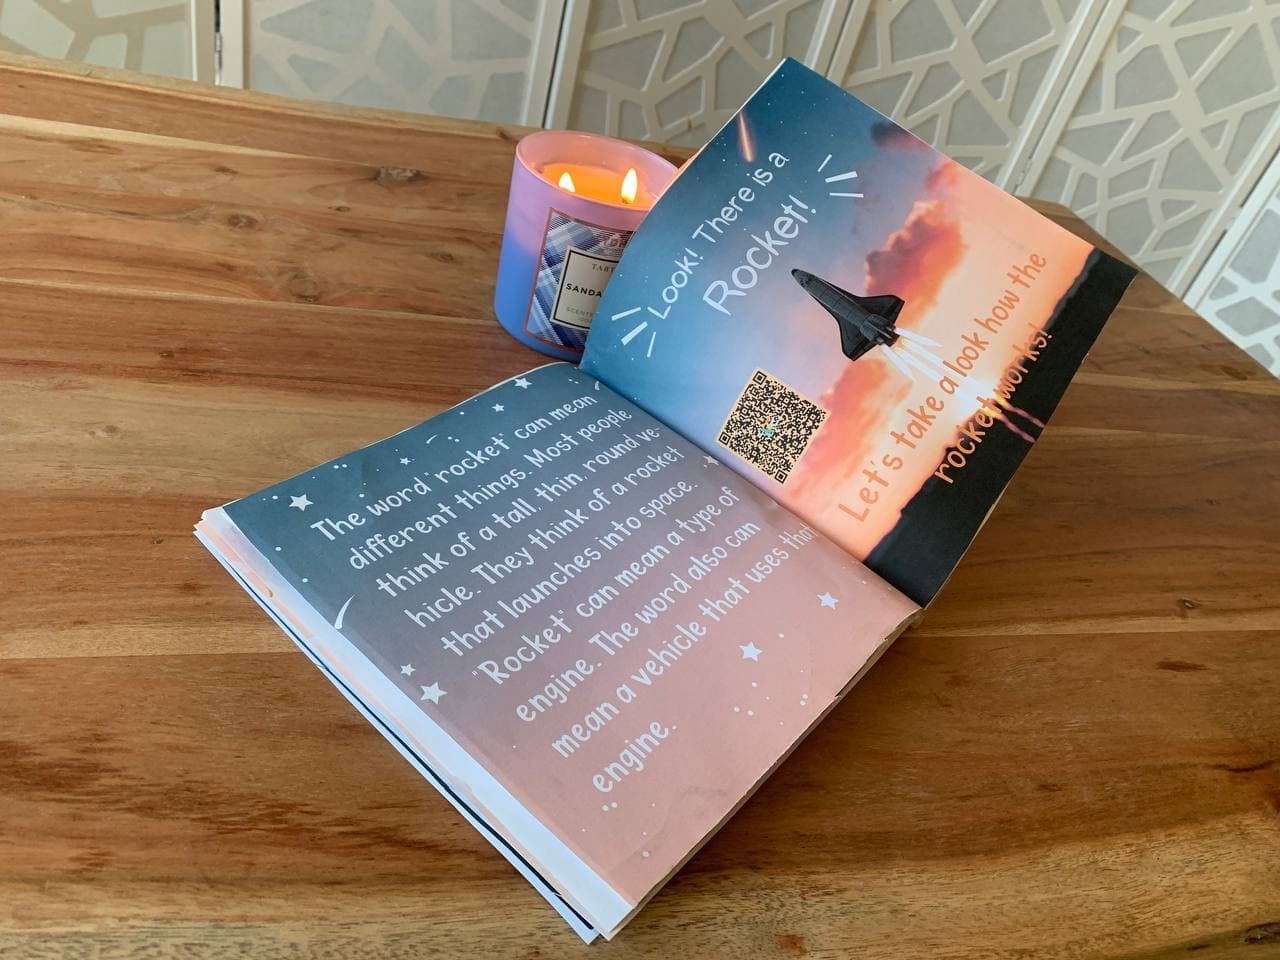 The word "rocket" can mean
different things. Most people
think of a tall, thin, round ve-
hicle. They think of a rocket
that launches into space.
"Rocket" can mean a type of
engine. The word also can
mean a vehicle that uses that
engine.
Look! There is a
Rocket!
Let's take a look how the
rocket works!